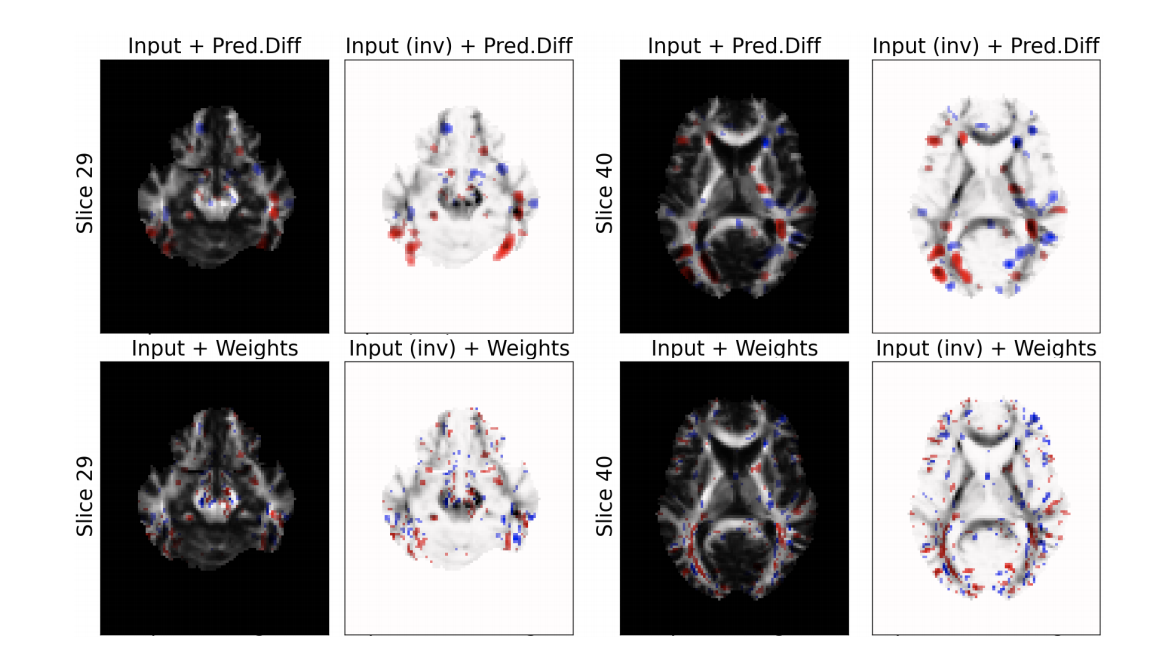 Input + Pred.Diff
Input (inv) + Pred.Diff
Input + Pred.Diff
Input (inv) + Pred.Diff
Slice 29
Slice 40
Input + Weights
Input (inv) + Weights
Input + Weights
Input (inv) + Weights
Slice 29
Slice 40